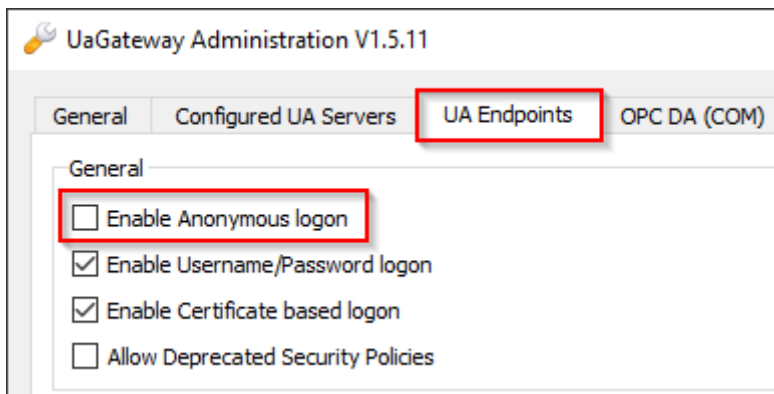 UaGateway Administration V1.5.11
General Configured UA Servers UA Endpoints OPC DA (COM)
General
Enable Anonymous logon
Enable Username/Password logon
Enable Certificate based logon
Allow Deprecated Security Policies